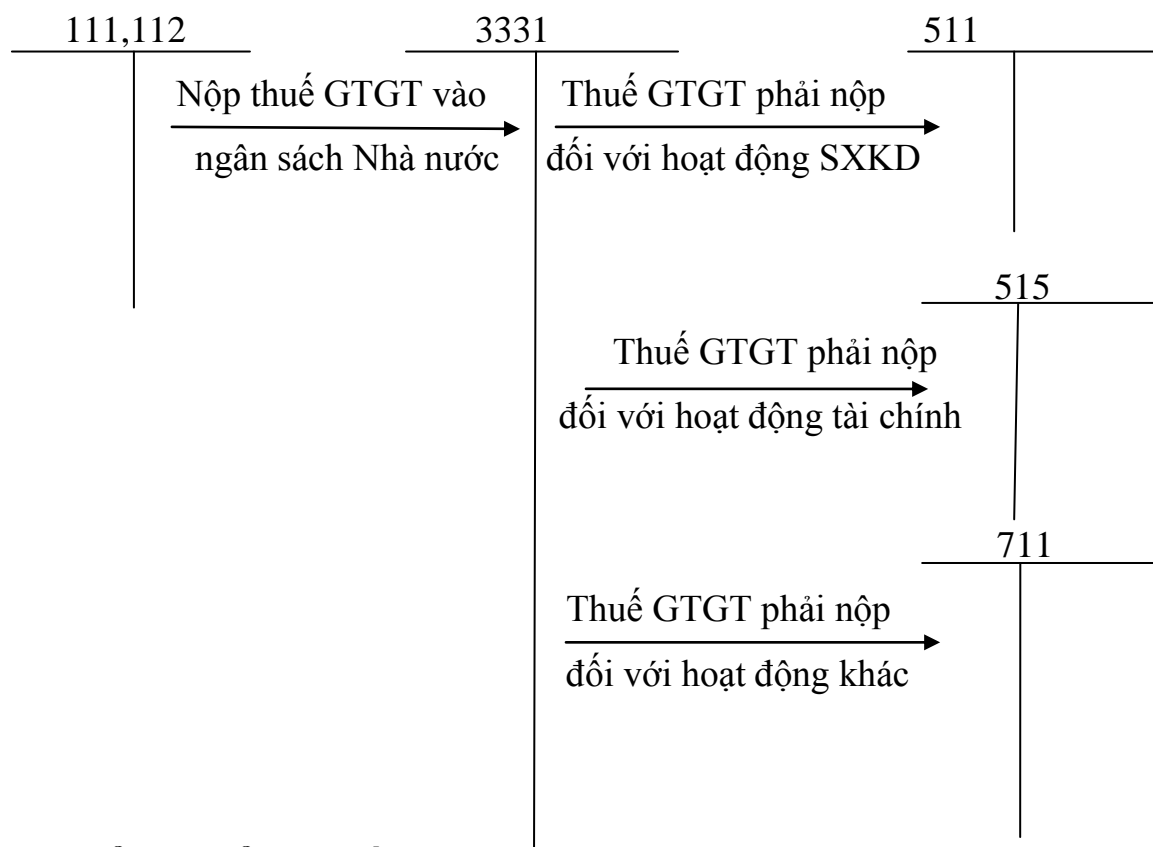 111,112
3331
511
Nộp thuế GTGT vào
ngân sách Nhà nước
Thuế GTGT phải nộp
đối với hoạt động SXKD
515
Thuế GTGT phải nộp
đối với hoạt động tài chính
711
Thuế GTGT phải nộp
đối với hoạt động khác